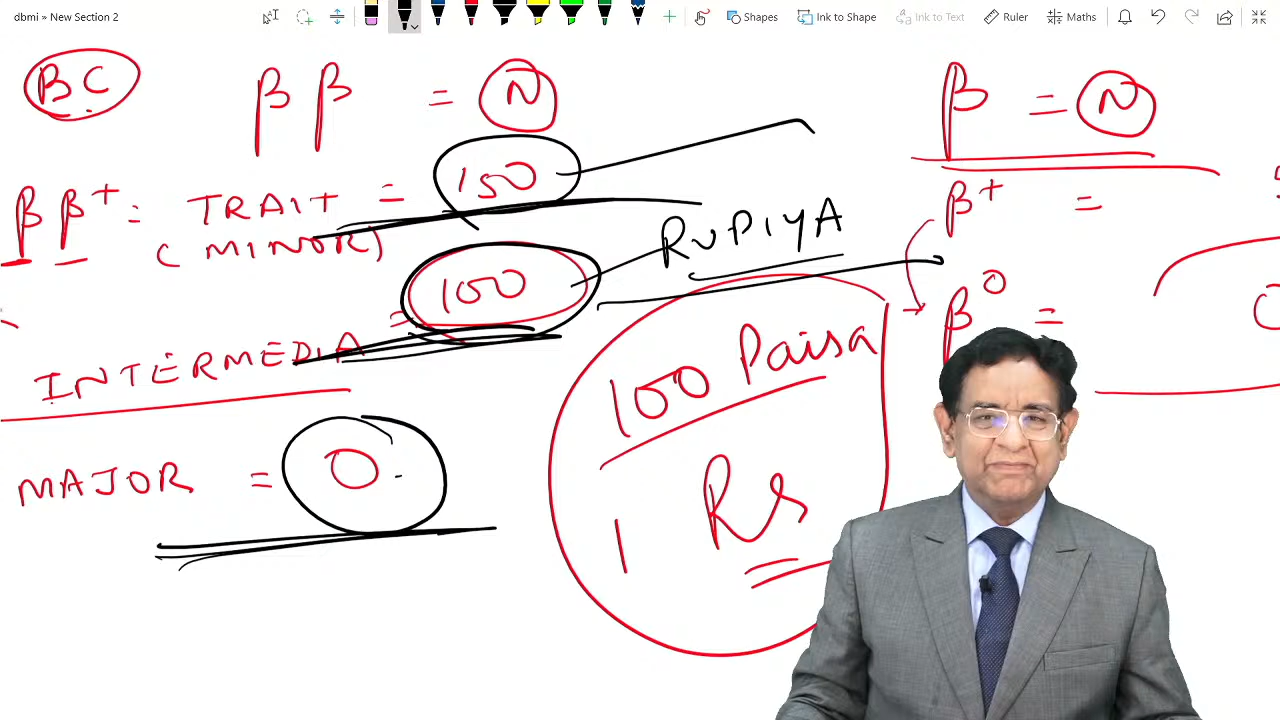 dbmi » New Section 2
Shapes Ink to Shape Ink to Text Ruler Maths
BC
β β = N
150
β β+ = TRAIT =
(MINOR)
100
RUPIYA
INTERMEDIA =
MAJOR = 0
100 Paisa
1 Rs
β = N
β+ =
β0 =